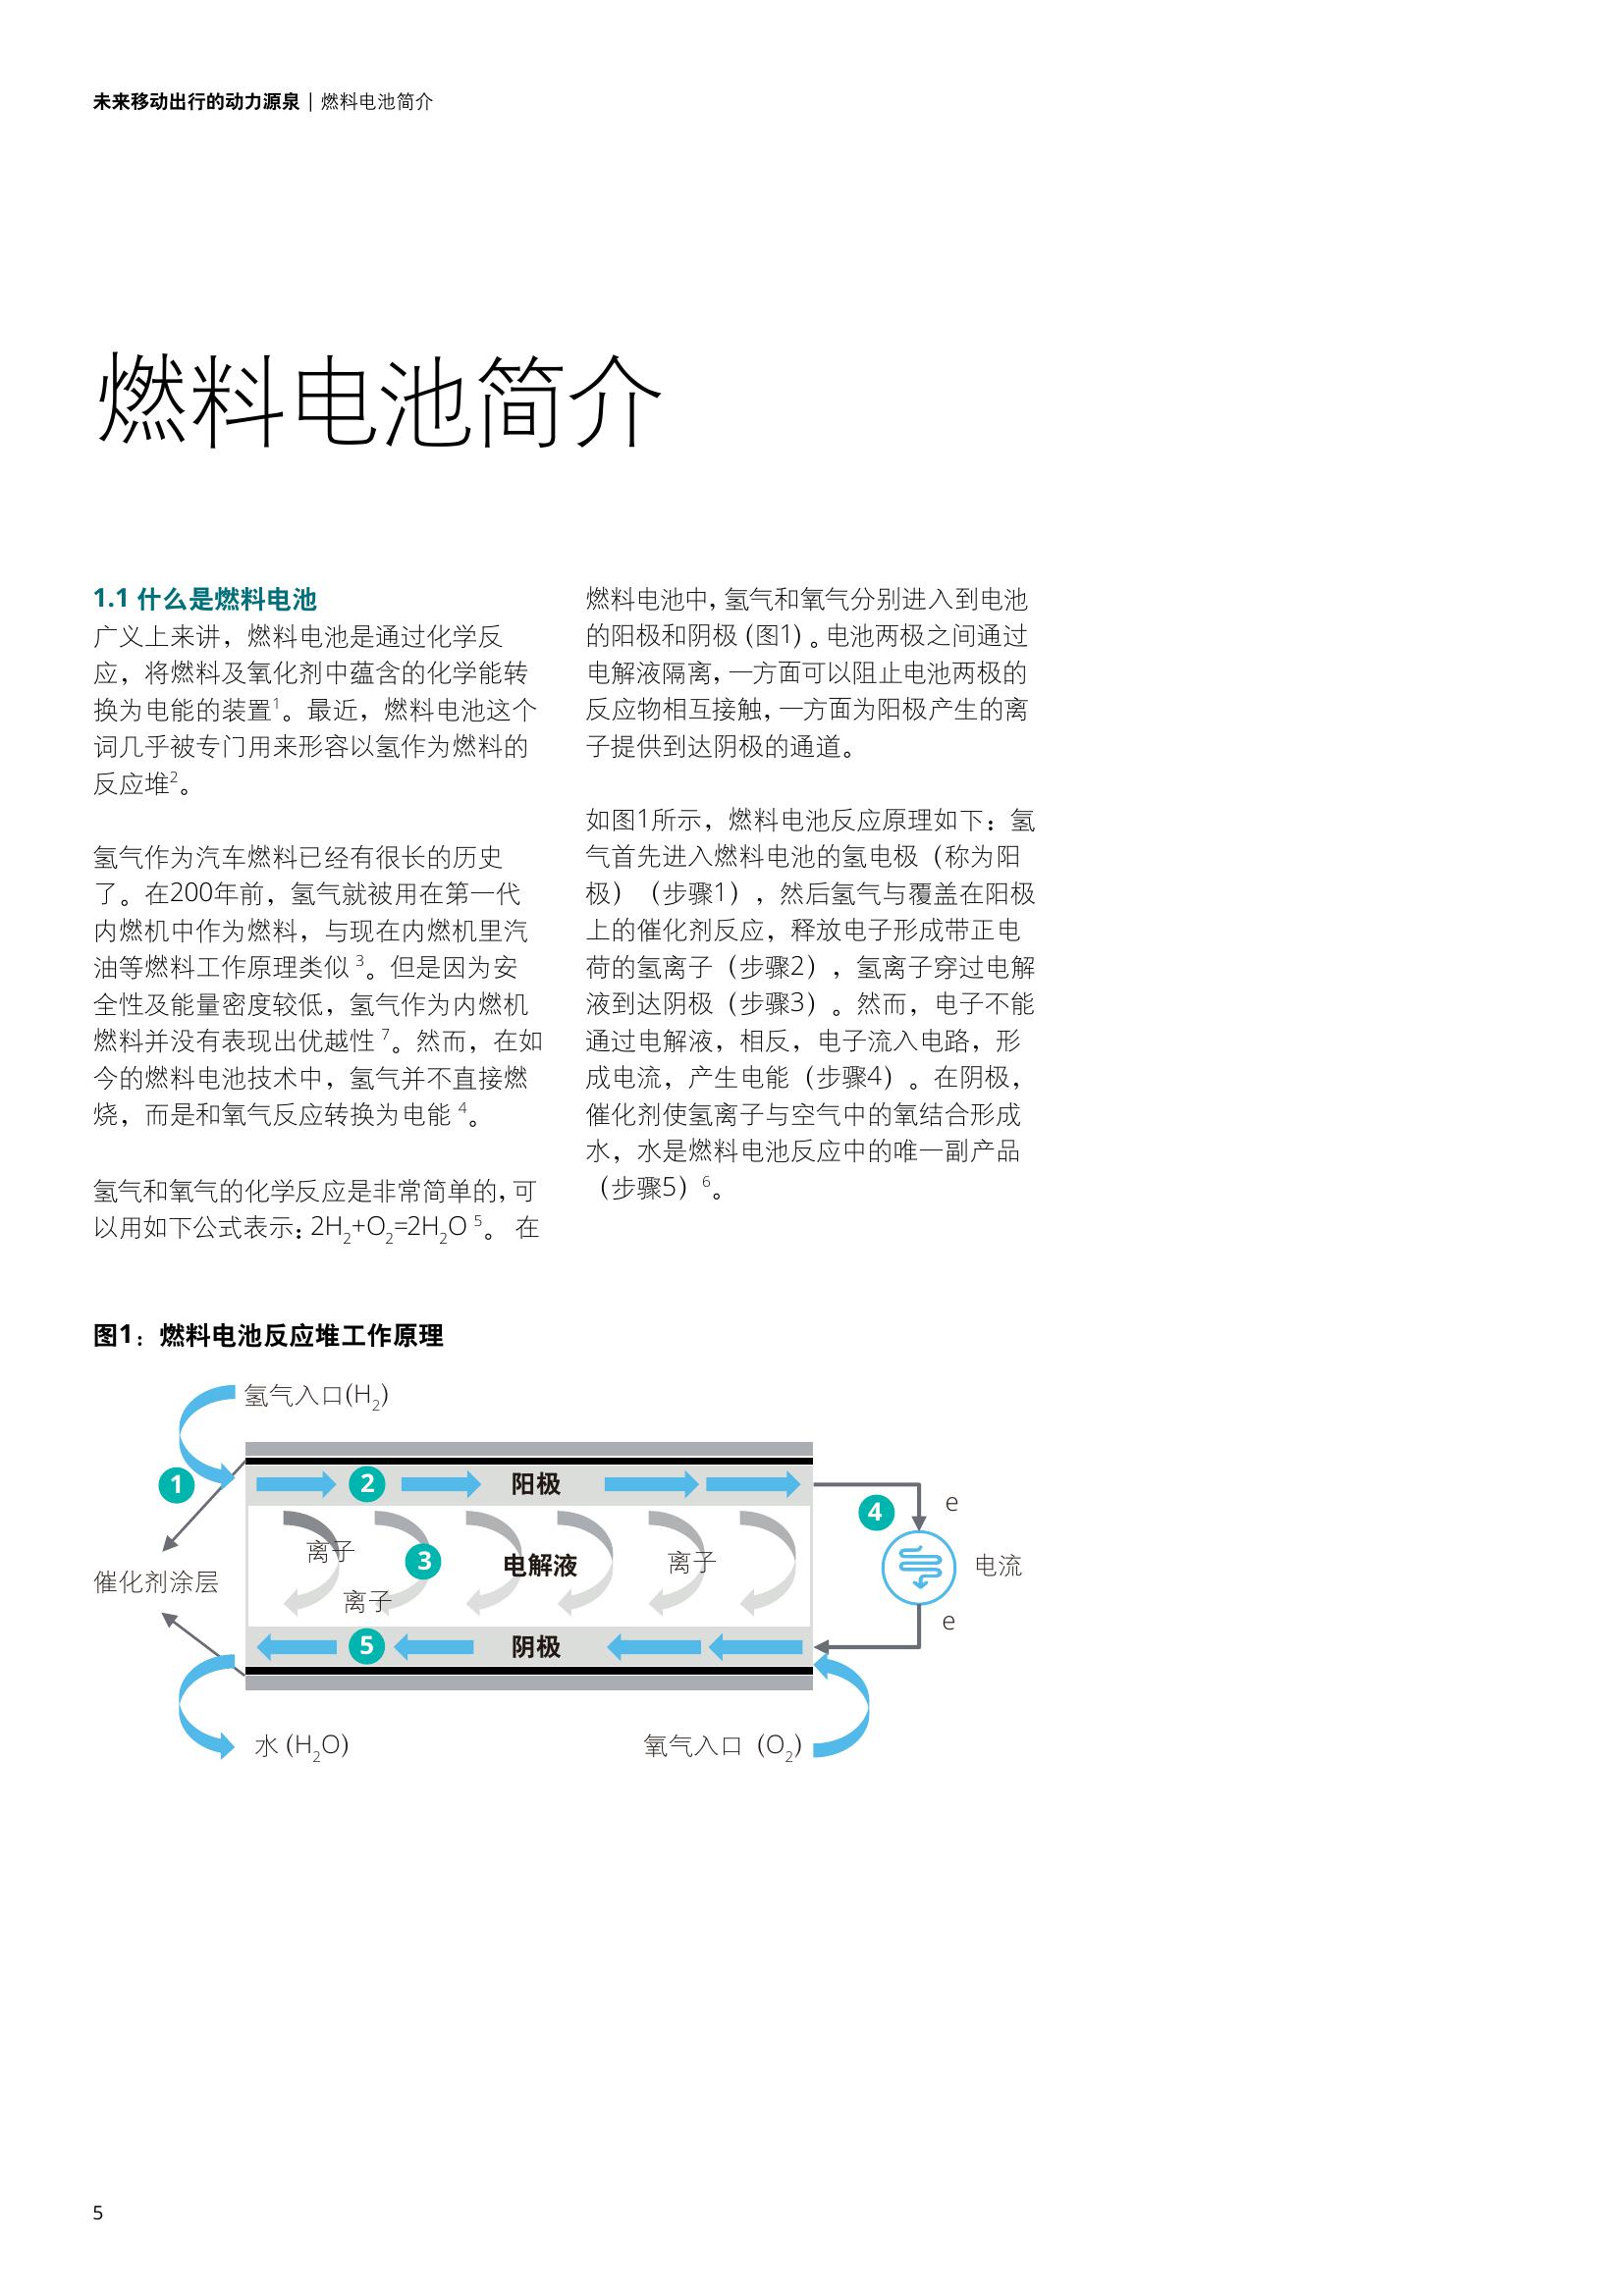 未来移动出行的动力源泉 | 燃料电池简介
燃料电池简介
1.1 什么是燃料电池
广义上来讲，燃料电池是通过化学反
应，将燃料及氧化剂中蕴含的化学能转
换为电能的装置¹。最近，燃料电池这个
词几乎被专门用来形容以氢作为燃料的
反应堆²。
氢气作为汽车燃料已经有很长的历史
了。在200年前，氢气就被用在第一代
内燃机中作为燃料，与现在内燃机里汽
油等燃料工作原理类似 ³。但是因为安
全性及能量密度较低，氢气作为内燃机
燃料并没有表现出优越性 ⁷。然而，在如
今的燃料电池技术中，氢气并不直接燃
烧，而是和氧气反应转换为电能 ⁴。
氢气和氧气的化学反应是非常简单的，可
以用如下公式表示：2H₂+O₂=2H₂O ⁵。 在
燃料电池中，氢气和氧气分别进入到电池
的阳极和阴极 (图1) 。电池两极之间通过
电解液隔离，一方面可以阻止电池两极的
反应物相互接触，一方面为阳极产生的离
子提供到达阴极的通道。
如图1所示，燃料电池反应原理如下：氢
气首先进入燃料电池的氢电极（称为阳
极）（步骤1），然后氢气与覆盖在阳极
上的催化剂反应，释放电子形成带正电
荷的氢离子（步骤2），氢离子穿过电解
液到达阴极（步骤3）。然而，电子不能
通过电解液，相反，电子流入电路，形
成电流，产生电能（步骤4）。在阴极，
催化剂使氢离子与空气中的氧结合形成
水，水是燃料电池反应中的唯一副产品
（步骤5）⁶。
图1：燃料电池反应堆工作原理
氢气入口(H₂)
1
2
阳极
4
e
离子
3
电解液
离子
电流
催化剂涂层
离子
e
5
阴极
水 (H₂O)
氧气入口 (O₂)
5